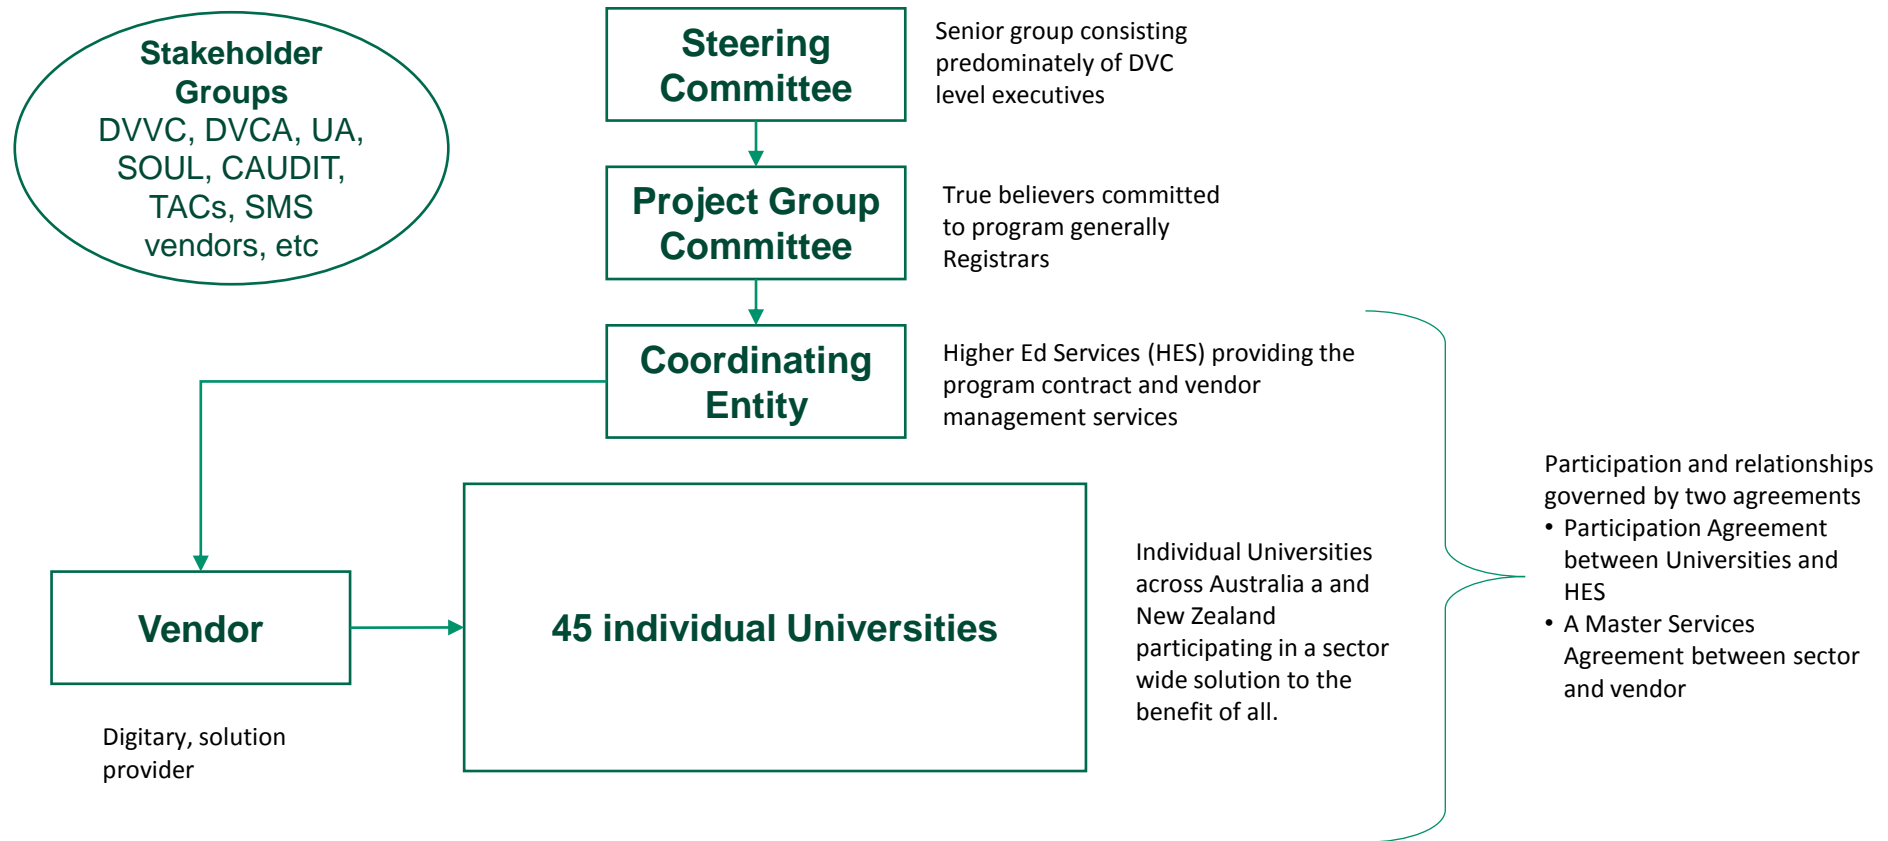 Stakeholder
Groups
DVVC, DVCA, UA,
SOUL, CAUDIT,
TACs, SMS
vendors, etc
Steering
Committee
Senior group consisting
predominately of DVC
level executives
Project Group
Committee
True believers committed
to program generally
Registrars
Coordinating
Entity
Higher Ed Services (HES) providing the
program contract and vendor
management services
Vendor
Digitary, solution
provider
45 individual Universities
Individual Universities
across Australia a and
New Zealand
participating in a sector
wide solution to the
benefit of all.
Participation and relationships
governed by two agreements
• Participation Agreement
between Universities and
HES
• A Master Services
Agreement between sector
and vendor